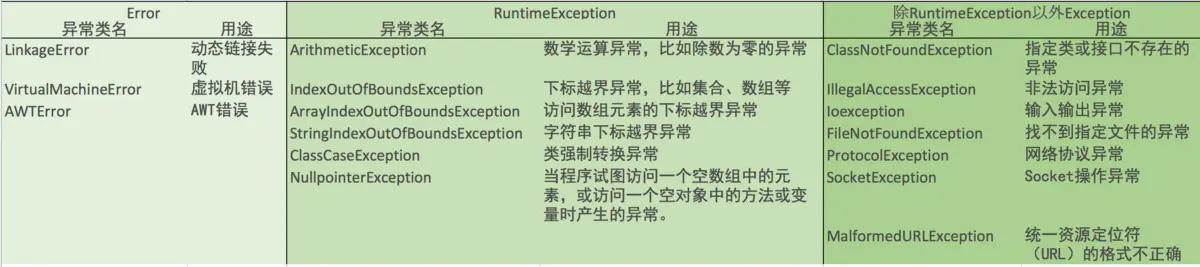 Error RuntimeException 除RuntimeException以外Exception
异常类名 用途 异常类名 用途 异常类名 用途
LinkageError 动态链接失 ArithmeticException 数学运算异常，比如除数为零的异常 ClassNotFoundException 指定类或接口不存在的
败 异常
VirtualMachineError 虚拟机错误 IndexOutOfBoundsException 下标越界异常，比如集合、数组等 IllegalAccessException 非法访问异常
AWTError AWT错误 ArrayIndexOutOfBoundsException 访问数组元素的下标越界异常 Ioexception 输入输出异常
StringIndexOutOfBoundsException 字符串下标越界异常 FileNotFoundException 找不到指定文件的异常
ClassCaseException 类强制转换异常 ProtocolException 网络协议异常
NullpointerException 当程序试图访问一个空数组中的元 SocketException Socket操作异常
素，或访问一个空对象中的方法或变
量时产生的异常。
MalformedURLException 统一资源定位符
（URL）的格式不正确